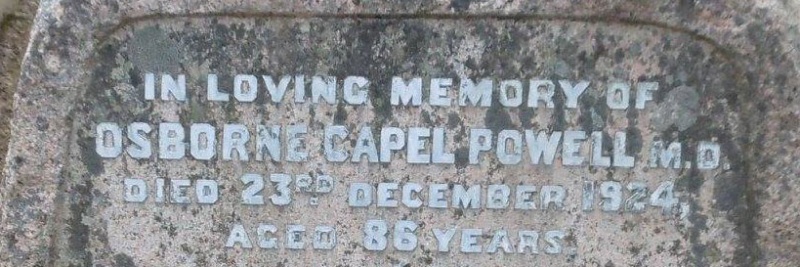 IN LOVING MEMORY OF
OSBORNE CAPEL POWELL M.D.
DIED 23RD DECEMBER 1924,
AGED 86 YEARS.